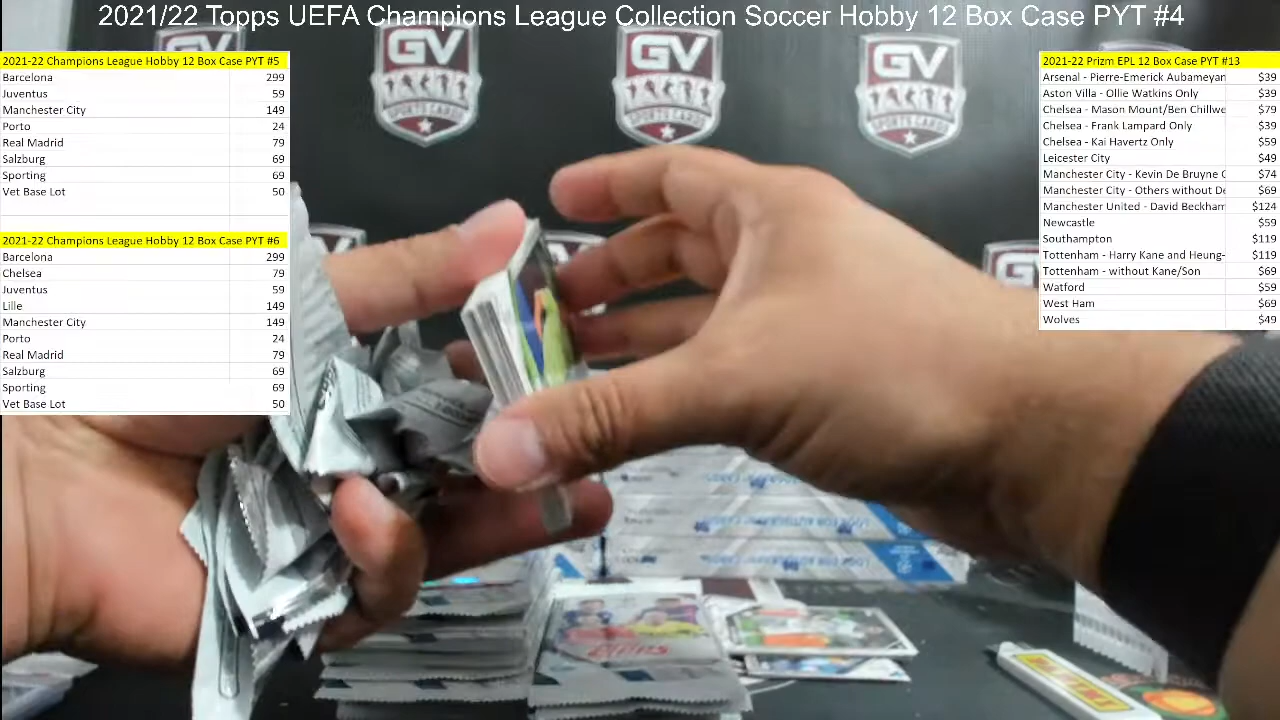 2021/22 Topps UEFA Champions League Collection Soccer Hobby 12 Box Case PYT #4
2021-22 Champions League Hobby 12 Box Case PYT #5
Barcelona 299
Juventus 59
Manchester City 149
Porto 24
Real Madrid 79
Salzburg 69
Sporting 69
Vet Base Lot 50
2021-22 Champions League Hobby 12 Box Case PYT #6
Barcelona 299
Chelsea 79
Juventus 59
Lille 149
Manchester City 149
Porto 24
Real Madrid 79
Salzburg 69
Sporting 69
Vet Base Lot 50
2021-22 Prizm EPL 12 Box Case PYT #13
Arsenal - Pierre-Emerick Aubameyan $39
Aston Villa - Ollie Watkins Only $39
Chelsea - Mason Mount/Ben Chillwe $79
Chelsea - Frank Lampard Only $39
Chelsea - Kai Havertz Only $59
Leicester City $49
Manchester City - Kevin De Bruyne $74
Manchester City - Others without De $69
Manchester United - David Beckham $124
Newcastle $59
Southampton $119
Tottenham - Harry Kane and Heung- $119
Tottenham - without Kane/Son $69
Watford $59
West Ham $69
Wolves $49
GV
SPORTS CARDS
GV
SPORTS CARDS
GV
SPORTS CARDS
Topps